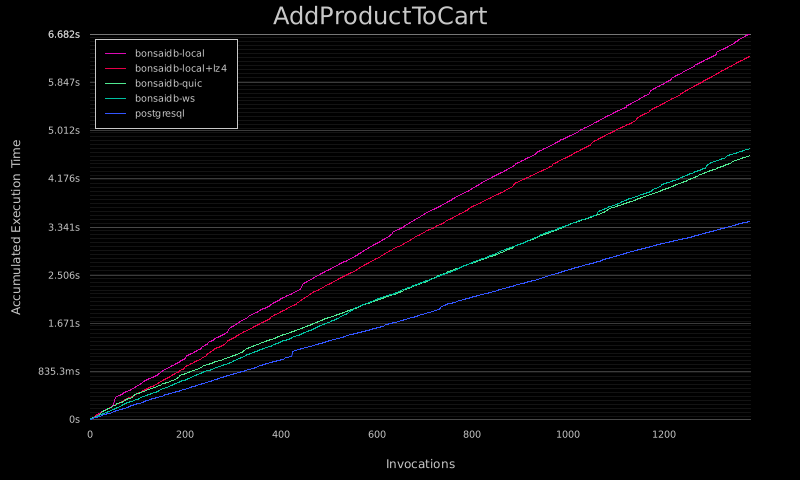 AddProductToCart
6.682s
5.847s
5.012s
4.176s
3.341s
2.506s
1.671s
835.3ms
0s
Accumulated Execution Time
bonsaidb-local
bonsaidb-local+lz4
bonsaidb-quic
bonsaidb-ws
postgresql
0 200 400 600 800 1000 1200
Invocations